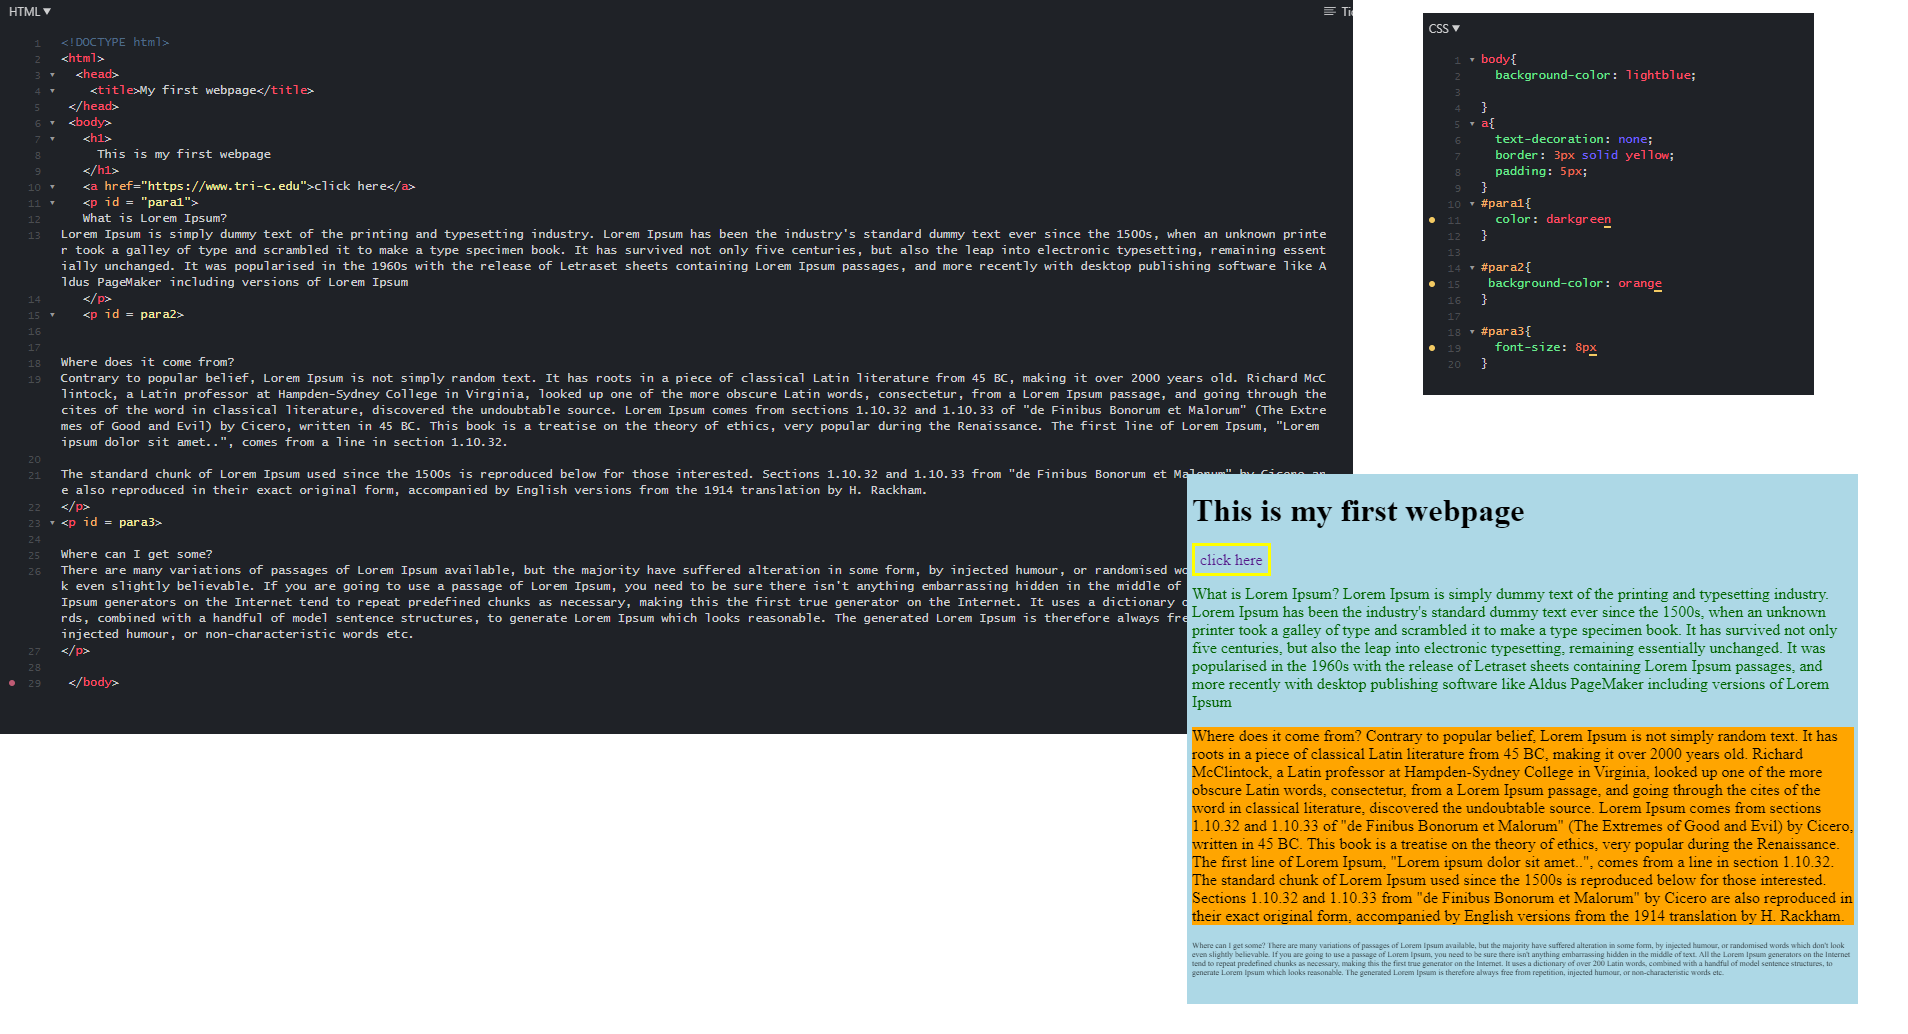 HTML
Tic
1 <!DOCTYPE html>
2 <html>
3 <head>
4 <title>My first webpage</title>
5 </head>
6 <body>
7 <h1>
8 This is my first webpage
9 </h1>
10 <a href="https://www.tri-c.edu">click here</a>
11 <p id = "para1">
12 What is Lorem Ipsum?
13 Lorem Ipsum is simply dummy text of the printing and typesetting industry. Lorem Ipsum has been the industry's standard dummy text ever since the 1500s, when an unknown printe
r took a galley of type and scrambled it to make a type specimen book. It has survived not only five centuries, but also the leap into electronic typesetting, remaining essent
ially unchanged. It was popularised in the 1960s with the release of Letraset sheets containing Lorem Ipsum passages, and more recently with desktop publishing software like A
ldus PageMaker including versions of Lorem Ipsum
14 </p>
15 <p id = para2>
16
17
18 Where does it come from?
19 Contrary to popular belief, Lorem Ipsum is not simply random text. It has roots in a piece of classical Latin literature from 45 BC, making it over 2000 years old. Richard McC
lintock, a Latin professor at Hampden-Sydney College in Virginia, looked up one of the more obscure Latin words, consectetur, from a Lorem Ipsum passage, and going through the
cites of the word in classical literature, discovered the undoubtable source. Lorem Ipsum comes from sections 1.10.32 and 1.10.33 of "de Finibus Bonorum et Malorum" (The Extre
mes of Good and Evil) by Cicero, written in 45 BC. This book is a treatise on the theory of ethics, very popular during the Renaissance. The first line of Lorem Ipsum, "Lorem
ipsum dolor sit amet..", comes from a line in section 1.10.32.
20
21 The standard chunk of Lorem Ipsum used since the 1500s is reproduced below for those interested. Sections 1.10.32 and 1.10.33 from "de Finibus Bonorum et Malorum" by Cicero ar
e also reproduced in their exact original form, accompanied by English versions from the 1914 translation by H. Rackham.
22 </p>
23 <p id = para3>
24
25 Where can I get some?
26 There are many variations of passages of Lorem Ipsum available, but the majority have suffered alteration in some form, by injected humour, or randomised wo
k even slightly believable. If you are going to use a passage of Lorem Ipsum, you need to be sure there isn't anything embarrassing hidden in the middle of
Ipsum generators on the Internet tend to repeat predefined chunks as necessary, making this the first true generator on the Internet. It uses a dictionary o
rds, combined with a handful of model sentence structures, to generate Lorem Ipsum which looks reasonable. The generated Lorem Ipsum is therefore always fre
injected humour, or non-characteristic words etc.
27 </p>
28
29 </body>
CSS
1 body{
2 background-color: lightblue;
3
4 }
5 a{
6 text-decoration: none;
7 border: 3px solid yellow;
8 padding: 5px;
9 }
10 #para1{
11 color: darkgreen
12 }
13
14 #para2{
15 background-color: orange
16 }
17
18 #para3{
19 font-size: 8px
20 }
This is my first webpage
click here
What is Lorem Ipsum? Lorem Ipsum is simply dummy text of the printing and typesetting industry.
Lorem Ipsum has been the industry's standard dummy text ever since the 1500s, when an unknown
printer took a galley of type and scrambled it to make a type specimen book. It has survived not only
five centuries, but also the leap into electronic typesetting, remaining essentially unchanged. It was
popularised in the 1960s with the release of Letraset sheets containing Lorem Ipsum passages, and
more recently with desktop publishing software like Aldus PageMaker including versions of Lorem
Ipsum
Where does it come from? Contrary to popular belief, Lorem Ipsum is not simply random text. It has
roots in a piece of classical Latin literature from 45 BC, making it over 2000 years old. Richard
McClintock, a Latin professor at Hampden-Sydney College in Virginia, looked up one of the more
obscure Latin words, consectetur, from a Lorem Ipsum passage, and going through the cites of the
word in classical literature, discovered the undoubtable source. Lorem Ipsum comes from sections
1.10.32 and 1.10.33 of "de Finibus Bonorum et Malorum" (The Extremes of Good and Evil) by Cicero,
written in 45 BC. This book is a treatise on the theory of ethics, very popular during the Renaissance.
The first line of Lorem Ipsum, "Lorem ipsum dolor sit amet..", comes from a line in section 1.10.32.
The standard chunk of Lorem Ipsum used since the 1500s is reproduced below for those interested.
Sections 1.10.32 and 1.10.33 from "de Finibus Bonorum et Malorum" by Cicero are also reproduced in
their exact original form, accompanied by English versions from the 1914 translation by H. Rackham.
Where can I get some? There are many variations of passages of Lorem Ipsum available, but the majority have suffered alteration in some form, by injected humour, or randomised words which don't look
even slightly believable. If you are going to use a passage of Lorem Ipsum, you need to be sure there isn't anything embarrassing hidden in the middle of text. All the Lorem Ipsum generators on the Internet
tend to repeat predefined chunks as necessary, making this the first true generator on the Internet. It uses a dictionary of over 200 Latin words, combined with a handful of model sentence structures, to
generate Lorem Ipsum which looks reasonable. The generated Lorem Ipsum is therefore always free from repetition, injected humour, or non-characteristic words etc.